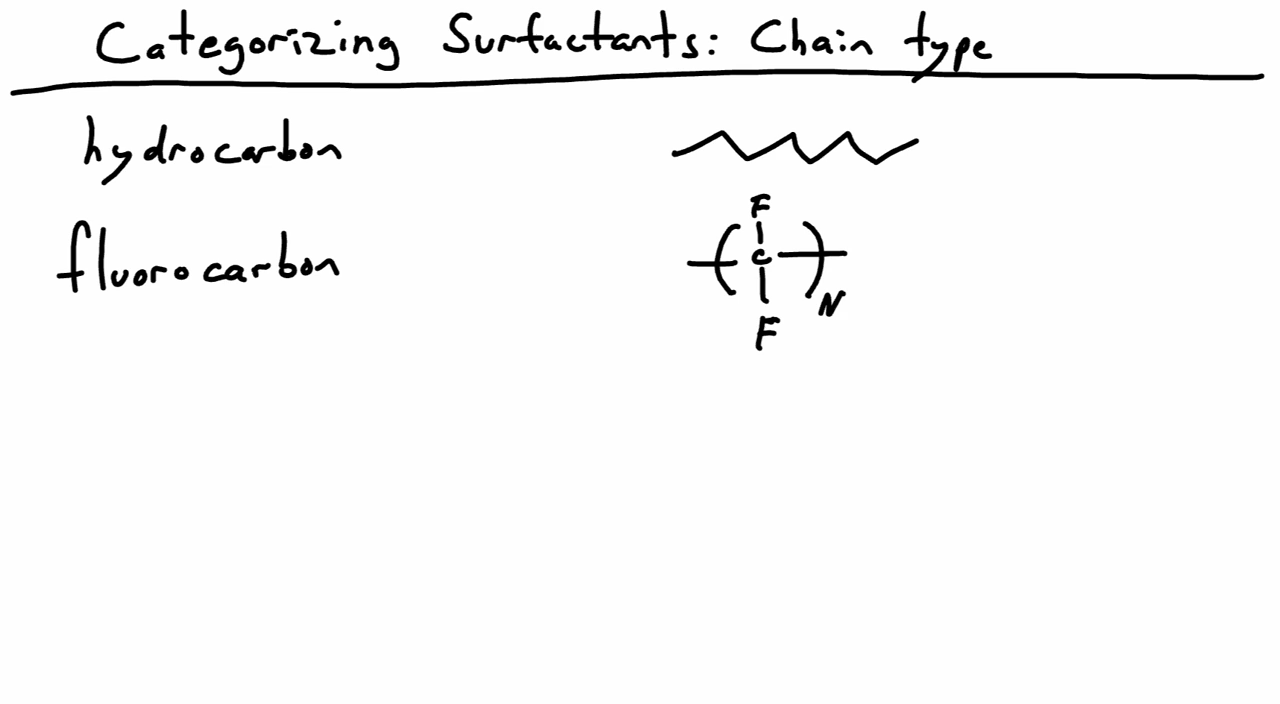 Categorizing Surfactants: Chain type
hydrocarbon
fluorocarbon
F
C
N
F